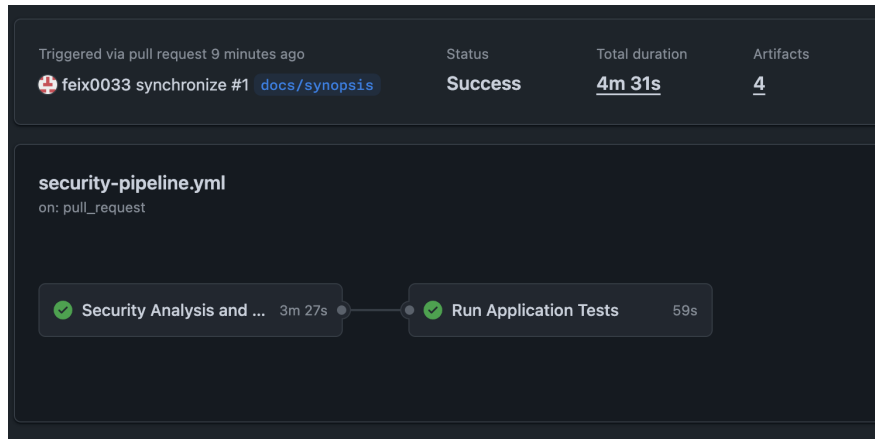 Triggered via pull request 9 minutes ago
Status
Total duration
Artifacts
feix0033 synchronize #1 docs/synopsis
Success
4m 31s
4
security-pipeline.yml
on: pull_request
Security Analysis and ... 3m 27s
Run Application Tests 59s